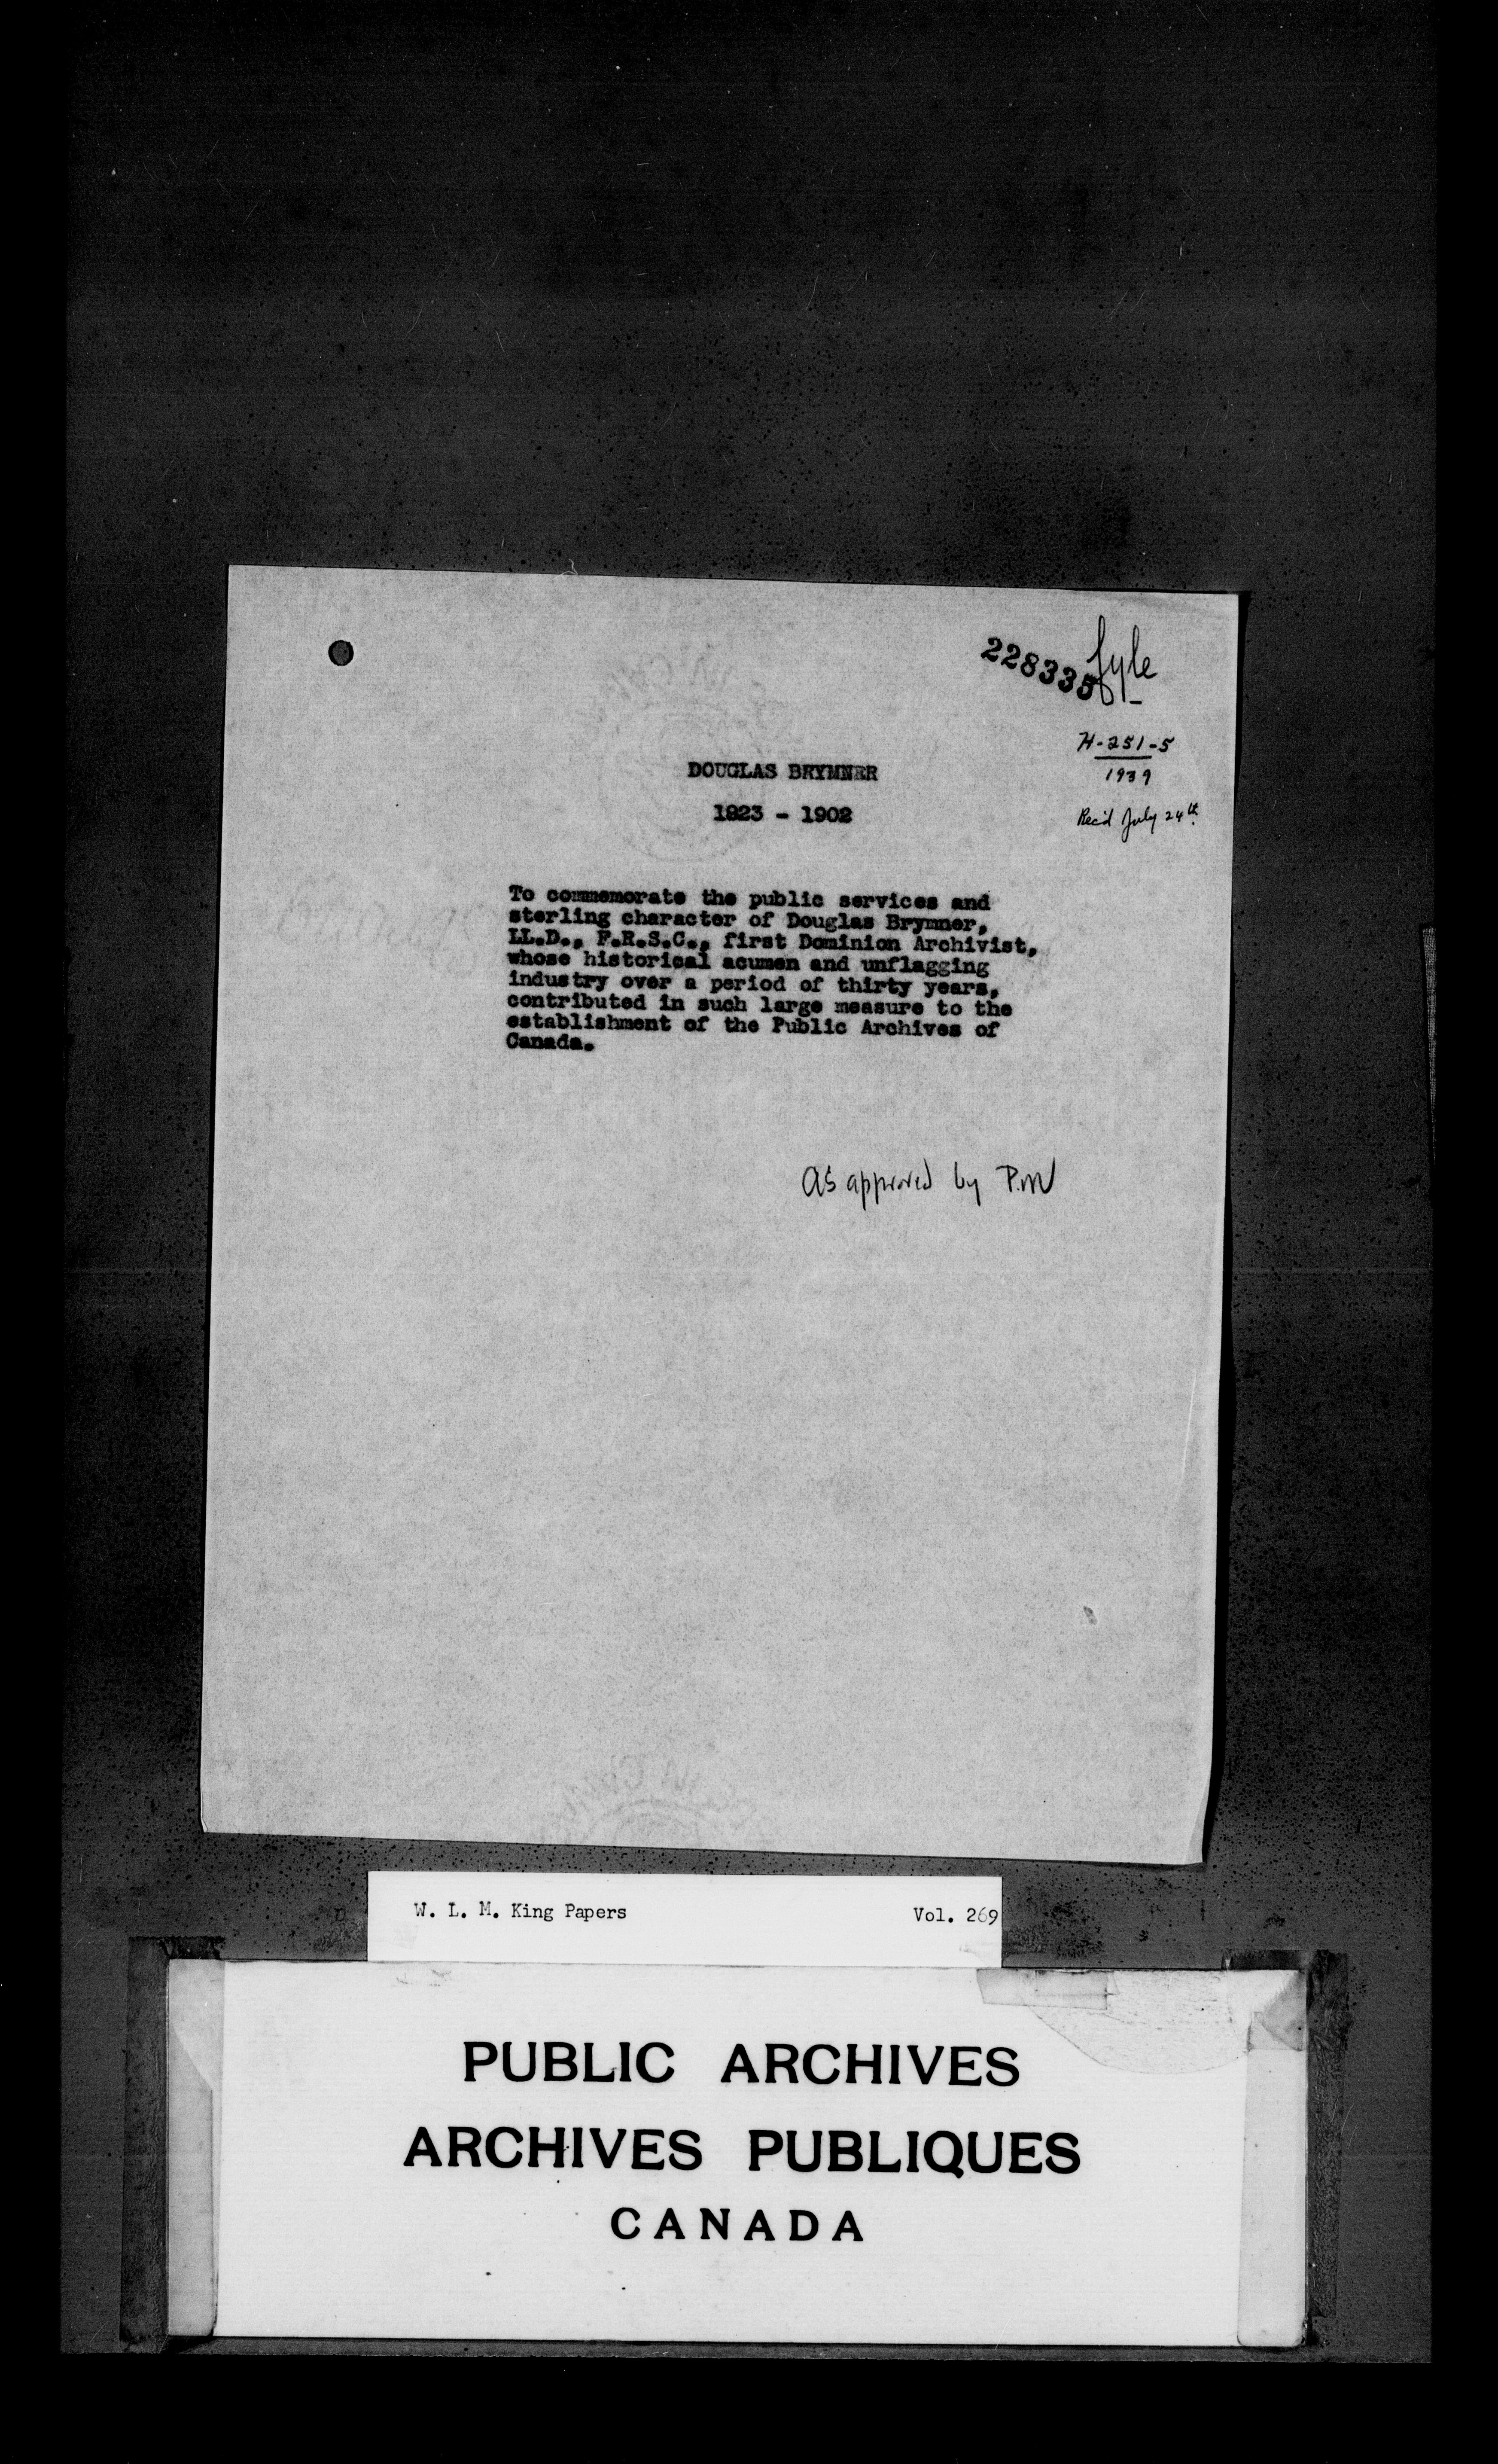 228335
fyle
H-251-5
1939
Rec'd July 24th.
DOUGLAS BRYMNER
1823 - 1902
To commemorate the public services and
sterling character of Douglas Brymner,
LL.D., F.R.S.C., first Dominion Archivist,
whose historical acumen and unflagging
industry over a period of thirty years,
contributed in such large measure to the
establishment of the Public Archives of
Canada.
As approved by P.M
W. L. M. King Papers Vol. 269
PUBLIC ARCHIVES
ARCHIVES PUBLIQUES
CANADA